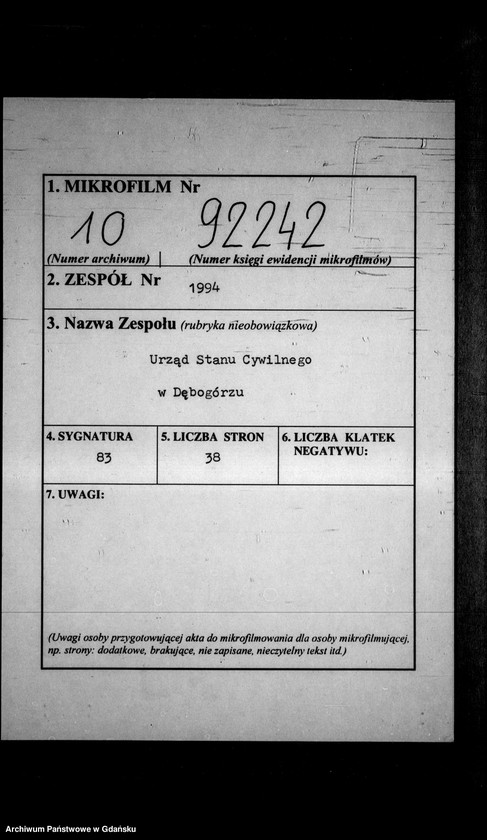 1. MIKROFILM Nr
10 92242
(Numer archiwum) (Numer księgi ewidencji mikrofilmów)
2. ZESPÓŁ Nr 1994
3. Nazwa Zespołu (rubryka nieobowiązkowa)
Urząd Stanu Cywilnego
w Dębogórzu
4. SYGNATURA 5. LICZBA STRON 6. LICZBA KLATEK
NEGATYWU:
83 38
7. UWAGI:
(Uwagi osoby przygotowującej akta do mikrofilmowania dla osoby mikrofilmującej,
np. strony: dodatkowe, brakujące, nie zapisane, nieczytelny tekst itd.)
Archiwum Państwowe w Gdańsku